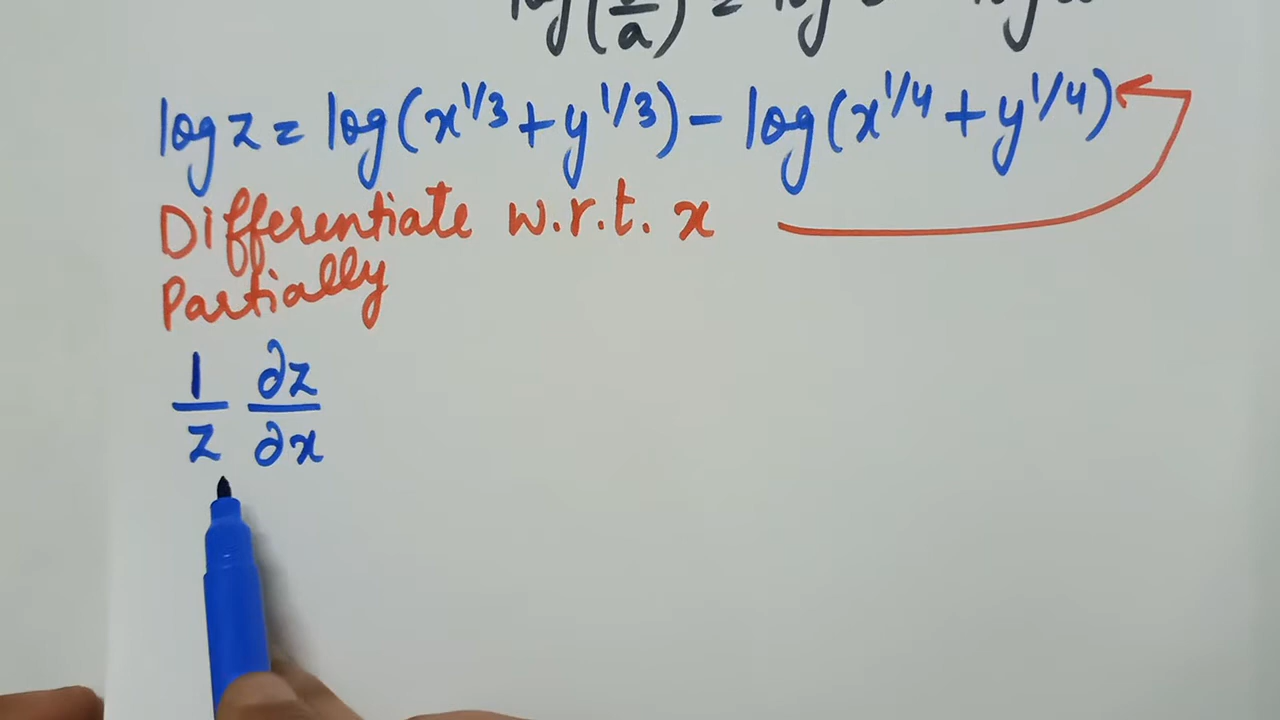 log z = log(x^1/3 + y^1/3) - log(x^1/4 + y^1/4)
Differentiate w.r.t. x
Partially
1/z ∂z/∂x